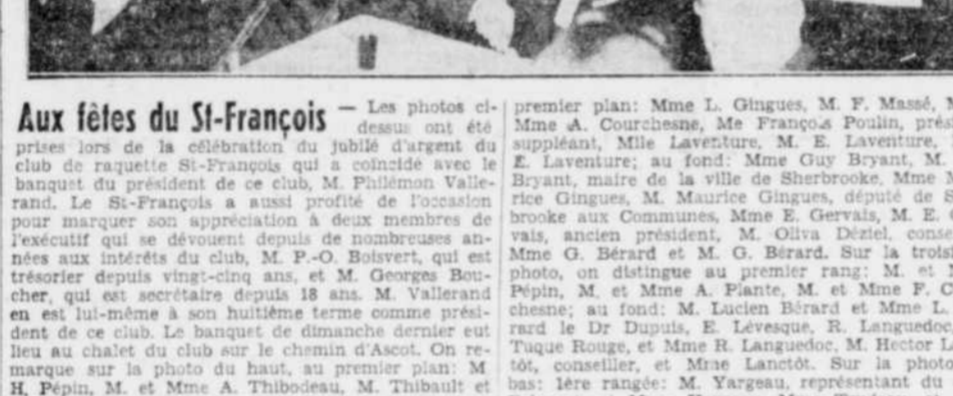 Aux fêtes du St-François — Les photos ci-
dessus ont été
prises lors de la célébration du jubilé d'argent du
club de raquette St-François qui a coïncidé avec le
banquet du président de ce club, M. Philémon Valle-
rand. Le St-François a aussi profité de l'occasion
pour marquer son appréciation à deux membres de
l'exécutif qui se dévouent depuis de nombreuses an-
nées aux intérêts du club, M. P.-O. Boisvert, qui est
trésorier depuis vingt-cinq ans, et M. Georges Bou-
cher, qui est secrétaire depuis 18 ans. M. Vallerand
en est lui-même à son huitième terme comme prési-
dent de ce club. Le banquet de dimanche dernier eut
lieu au chalet du club sur le chemin d'Ascot. On re-
marque sur la photo du haut, au premier plan: M
H. Pépin, M. et Mme A. Thibodeau, M. Thibault et
premier plan: Mme L. Gingues, M. F. Massé,
Mme A. Courchesne, Me François Poulin, prés
suppléant, Mlle Laventure, M. E. Laventure,
E. Laventure; au fond: Mme Guy Bryant, M.
Bryant, maire de la ville de Sherbrooke, Mme
rice Gingues, M. Maurice Gingues, député de S
brooke aux Communes, Mme E. Gervais, M. E.
vais, ancien président, M. Oliva Déziel, conse
Mme G. Bérard et M. G. Bérard. Sur la trois
photo, on distingue au premier rang: M. et
Pépin, M. et Mme A. Plante, M. et Mme F. C
chesne; au fond: M. Lucien Bérard et Mme L.
rard le Dr Dupuis, E. Lévesque, R. Languedoc,
Tuque Rouge, et Mme R. Languedoc, M. Hector L
tôt, conseiller, et Mme Lanctôt. Sur la photo
bas: 1ère rangée: M. Yargeau, représentant du